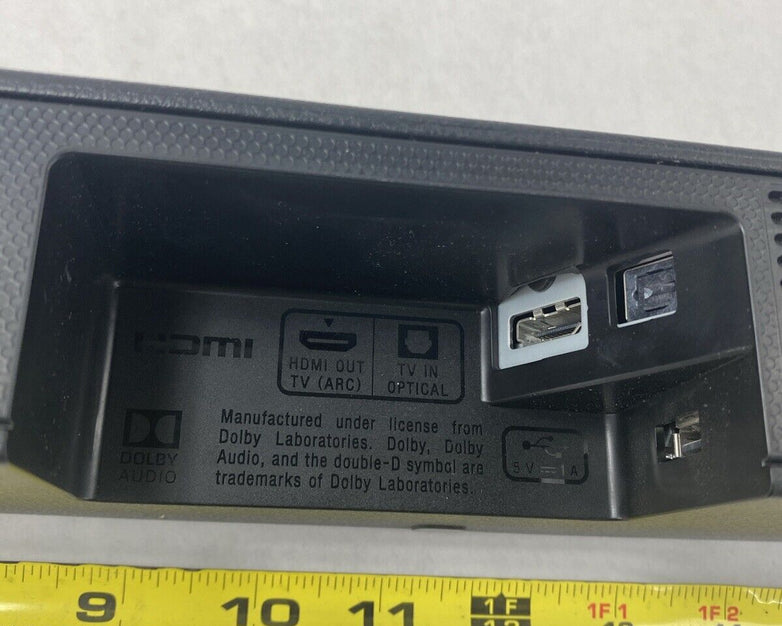 HDMI
HDMI OUT
TV (ARC)
TV IN
OPTICAL
DOLBY
AUDIO
Manufactured under license from
Dolby Laboratories. Dolby, Dolby
Audio, and the double-D symbol are
trademarks of Dolby Laboratories.
5 V ⎓ 1 A
9 10 11 1F 1F1 1F2